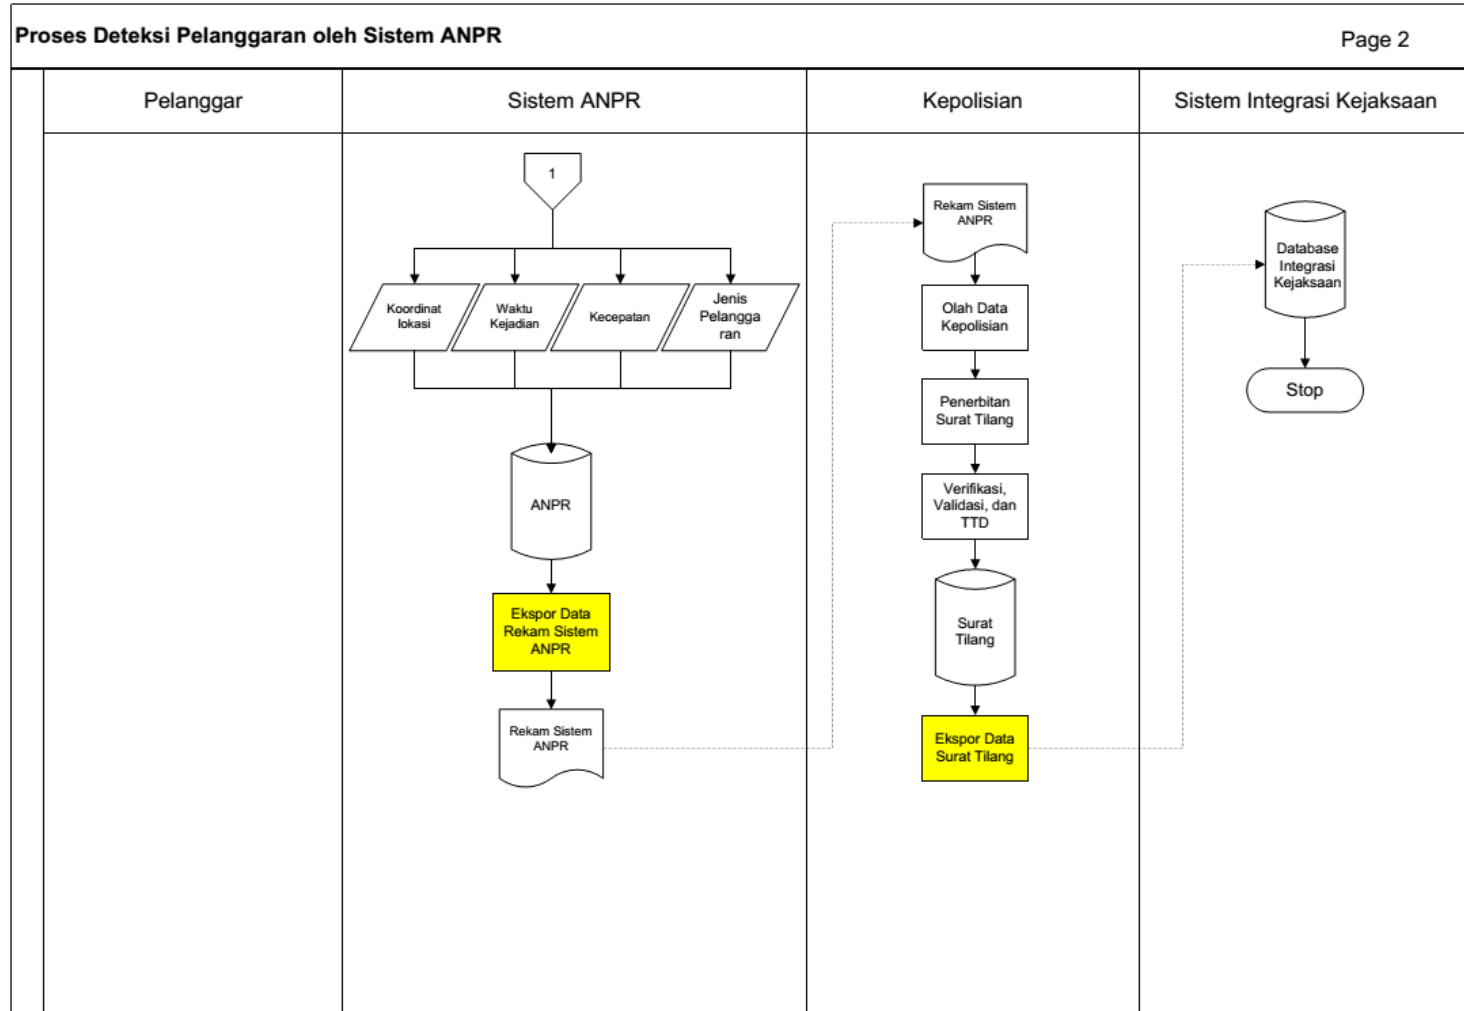 Proses Deteksi Pelanggaran oleh Sistem ANPR
Page 2
Pelanggar
Sistem ANPR
Kepolisian
Sistem Integrasi Kejaksaan
1
Koordinat
lokasi
Waktu
Kejadian
Kecepatan
Jenis
Pelangga
ran
ANPR
Ekspor Data
Rekam Sistem
ANPR
Rekam Sistem
ANPR
Rekam Sistem
ANPR
Olah Data
Kepolisian
Penerbitan
Surat Tilang
Verifikasi,
Validasi, dan
TTD
Surat
Tilang
Ekspor Data
Surat Tilang
Database
Integrasi
Kejaksaan
Stop